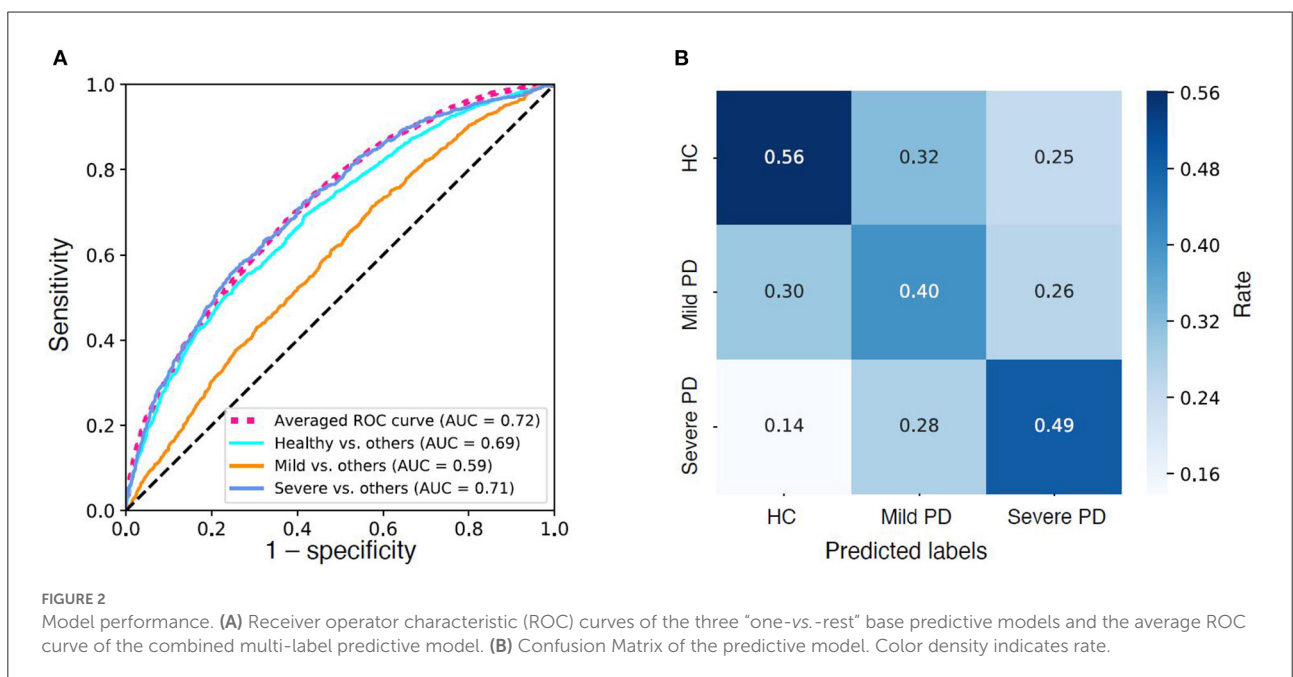 A
B
1.0
0.8
0.6
0.4
0.2
0.0
Sensitivity
Averaged ROC curve (AUC = 0.72)
Healthy vs. others (AUC = 0.69)
Mild vs. others (AUC = 0.59)
Severe vs. others (AUC = 0.71)
0.0 0.2 0.4 0.6 0.8 1.0
1 – specificity
HC
0.56 0.32 0.25
Mild PD
0.30 0.40 0.26
Severe PD
0.14 0.28 0.49
HC Mild PD Severe PD
Predicted labels
0.56
0.48
0.40
0.32
0.24
0.16
Rate
FIGURE 2
Model performance. (A) Receiver operator characteristic (ROC) curves of the three “one-vs.-rest” base predictive models and the average ROC
curve of the combined multi-label predictive model. (B) Confusion Matrix of the predictive model. Color density indicates rate.